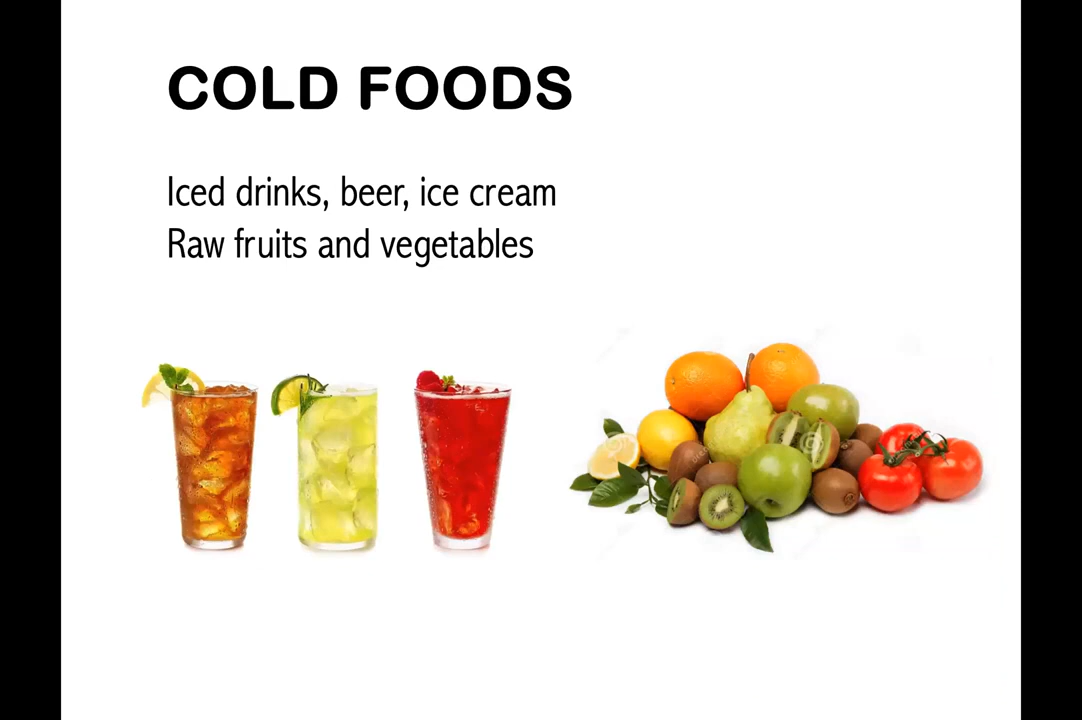 COLD FOODS
Iced drinks, beer, ice cream
Raw fruits and vegetables